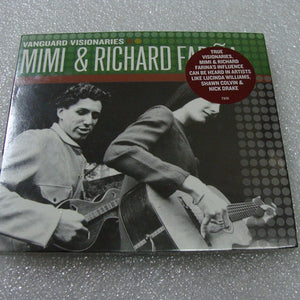 VANGUARD VISIONARIES
MIMI & RICHARD FA
TRUE
VISIONARIES
MIMI & RICHARD
FARINA'S INFLUENCE
CAN BE HEARD IN ARTISTS
LIKE LUCINDA WILLIAMS,
SHAWN COLVIN &
NICK DRAKE